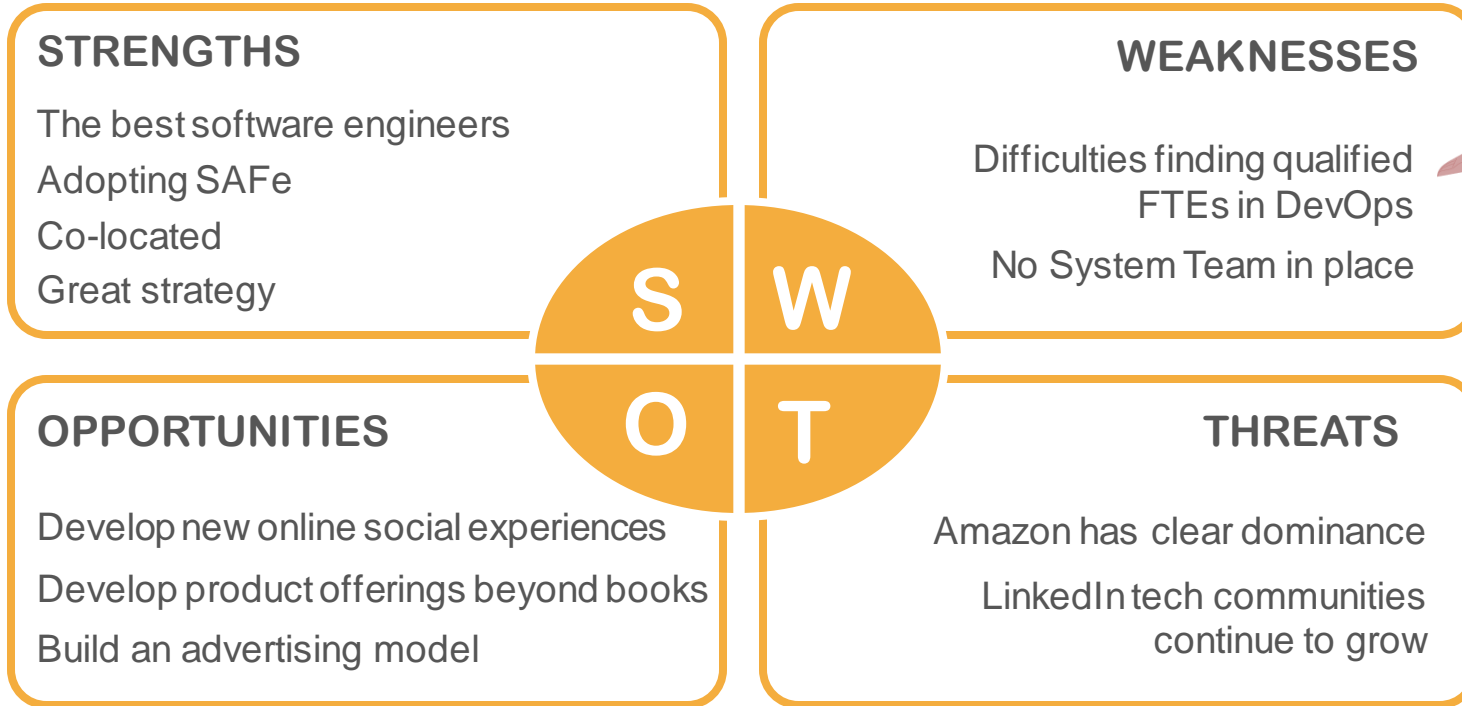 STRENGTHS
The best software engineers
Adopting SAFe
Co-located
Great strategy
WEAKNESSES
Difficulties finding qualified
FTEs in DevOps
No System Team in place
S
W
O
T
OPPORTUNITIES
Develop new online social experiences
Develop product offerings beyond books
Build an advertising model
THREATS
Amazon has clear dominance
LinkedIn tech communities
continue to grow